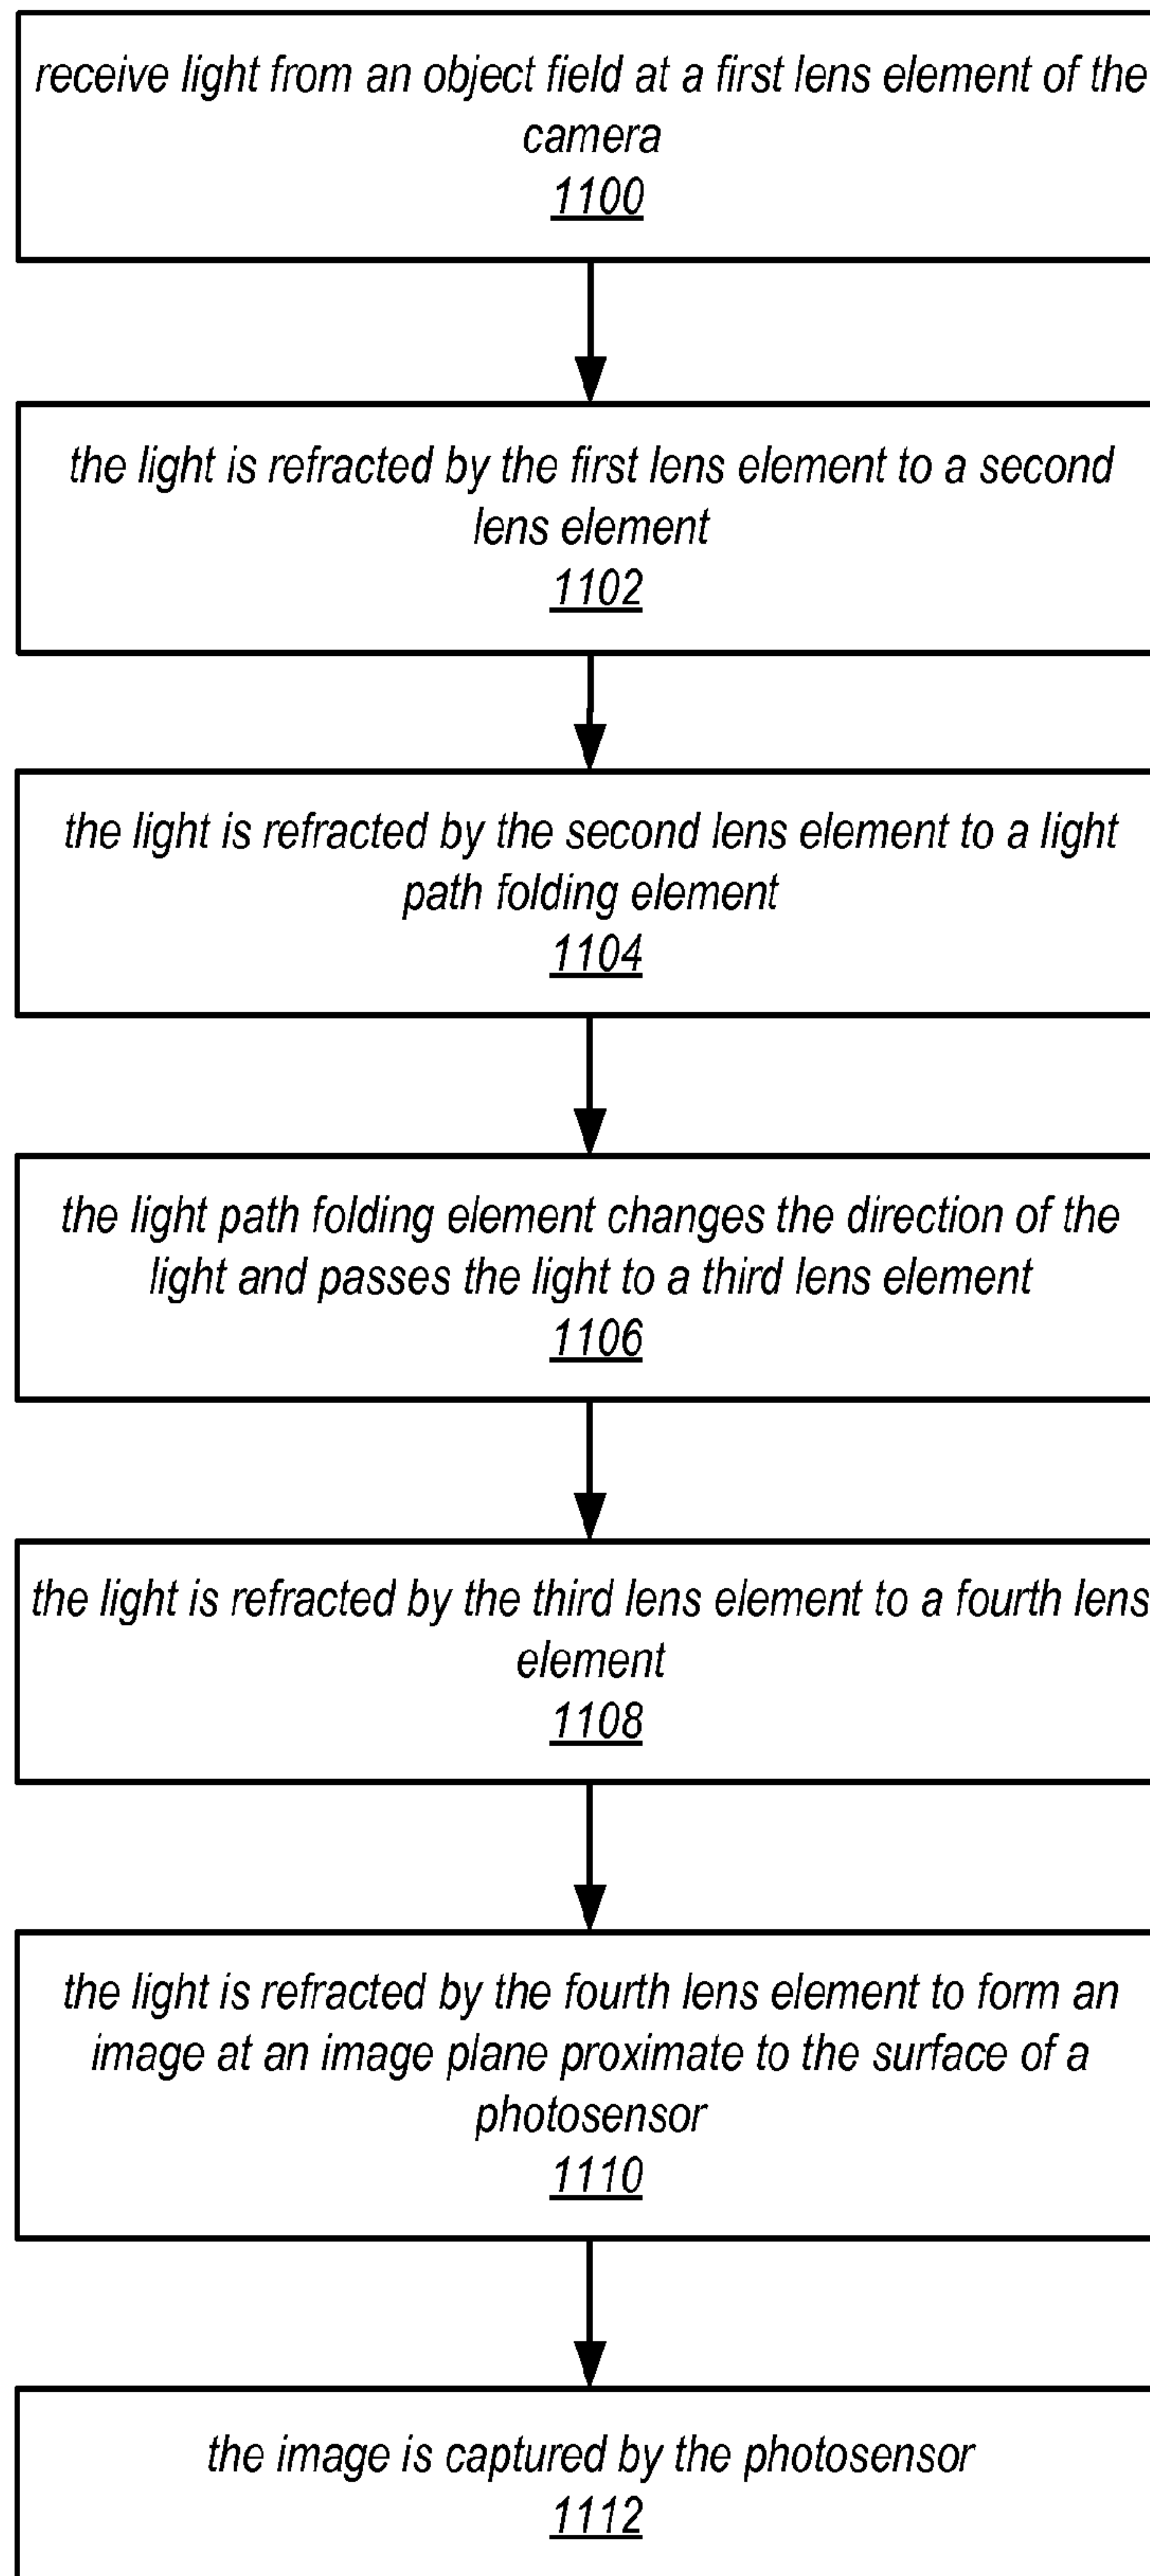 receive light from an object field at a first lens element of the
camera
1100
the light is refracted by the first lens element to a second
lens element
1102
the light is refracted by the second lens element to a light
path folding element
1104
the light path folding element changes the direction of the
light and passes the light to a third lens element
1106
the light is refracted by the third lens element to a fourth lens
element
1108
the light is refracted by the fourth lens element to form an
image at an image plane proximate to the surface of a
photosensor
1110
the image is captured by the photosensor
1112